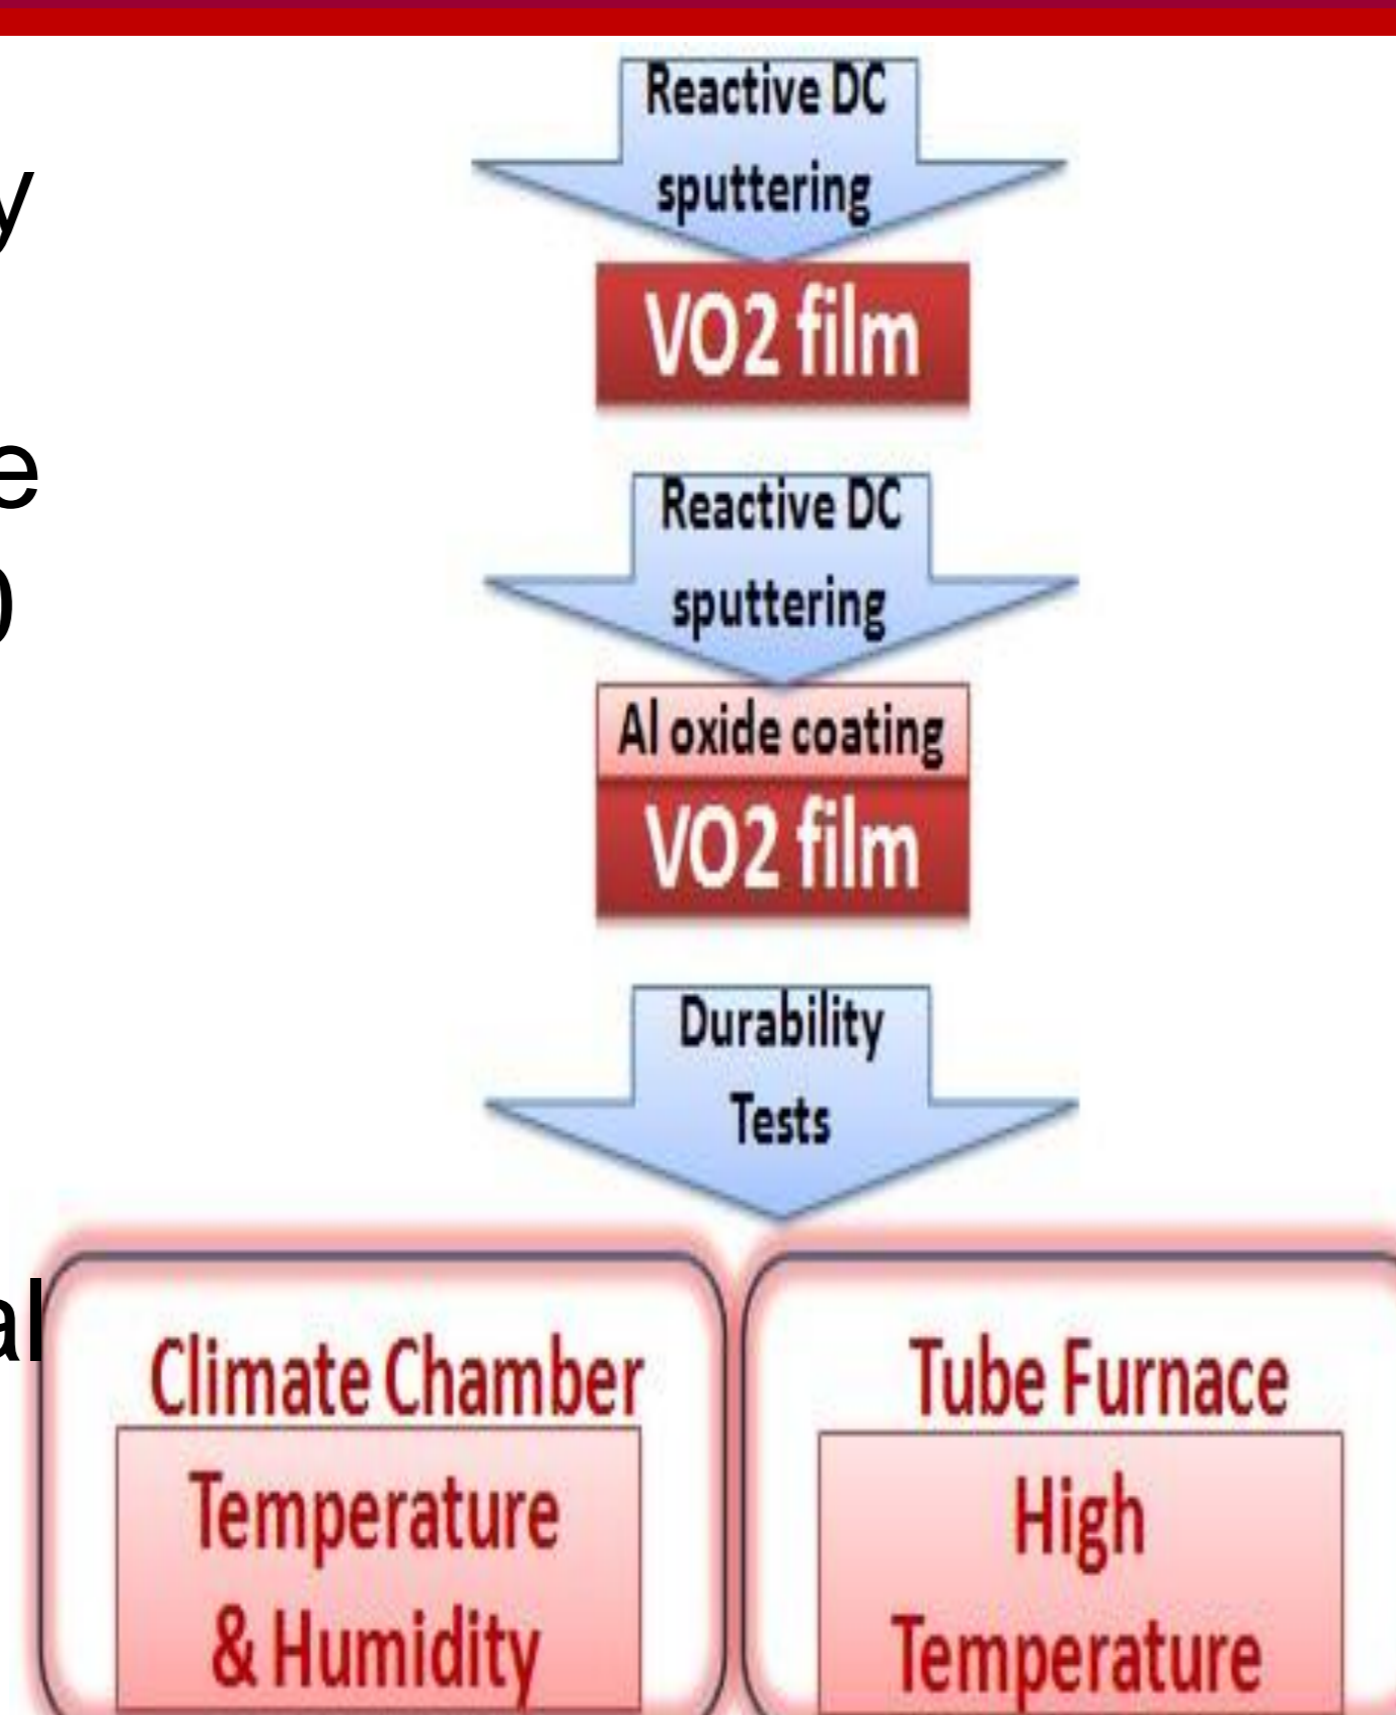 Reactive DC
sputtering
y
VO2 film
e
Reactive DC
sputtering
Al oxide coating
VO2 film
Durability
Tests
al
Climate Chamber
Temperature
& Humidity
Tube Furnace
High
Temperature